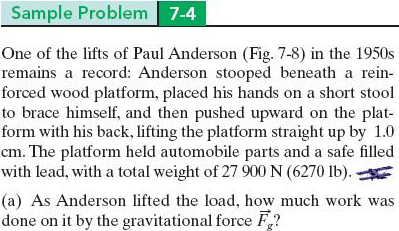 Sample Problem 7-4
One of the lifts of Paul Anderson (Fig. 7-8) in the 1950s
remains a record: Anderson stooped beneath a rein-
forced wood platform, placed his hands on a short stool
to brace himself, and then pushed upward on the plat-
form with his back, lifting the platform straight up by 1.0
cm. The platform held automobile parts and a safe filled
with lead, with a total weight of 27 900 N (6270 lb).
(a) As Anderson lifted the load, how much work was
done on it by the gravitational force F⃗g?